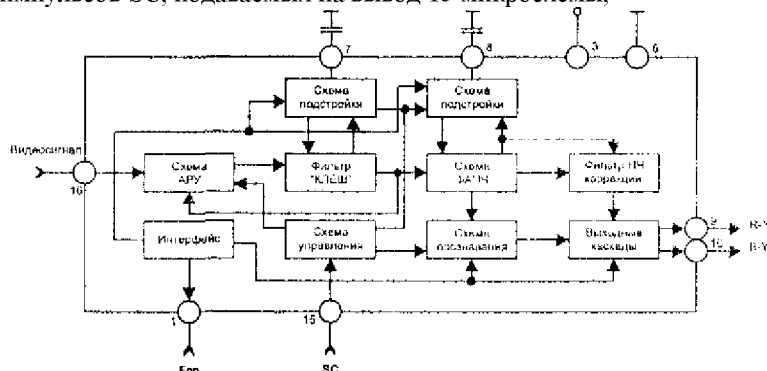 импульсов SC, подаваемых на вывод 15 микросхемы,
7
8
3
6
Схема
подстройки
Схема
подстройки
Видеосигнал
16
Схема
АРУ
Фильтр
"КЛЕШ"
Схема
ФАПЧ
Фильтр НЧ
коррекции
Интерфейс
Схема
управления
Схема
опознавания
Выходные
каскады
9
R-Y
10
B-Y
1
15
SC